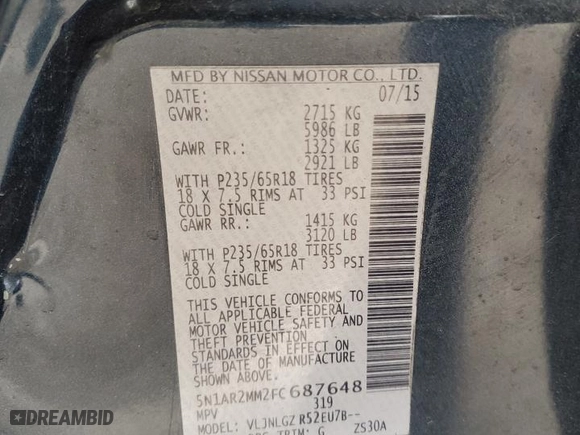 MFD BY NISSAN MOTOR CO., LTD.
DATE: 07/15
GVWR: 2715 KG
5986 LB
GAWR FR.: 1325 KG
2921 LB
WITH P235/65R18 TIRES
18 X 7.5 RIMS AT 33 PSI
COLD SINGLE
GAWR RR.: 1415 KG
3120 LB
WITH P235/65R18 TIRES
18 X 7.5 RIMS AT 33 PSI
COLD SINGLE
THIS VEHICLE CONFORMS TO
ALL APPLICABLE FEDERAL
MOTOR VEHICLE SAFETY AND
THEFT PREVENTION
STANDARDS IN EFFECT ON
THE DATE OF MANUFACTURE
SHOWN ABOVE.
5N1AR2MM2FC687648
MPV 319
MODEL: VLJNLGZ R52EU7B--
TRIM: G ZS30A
© DREAMBID